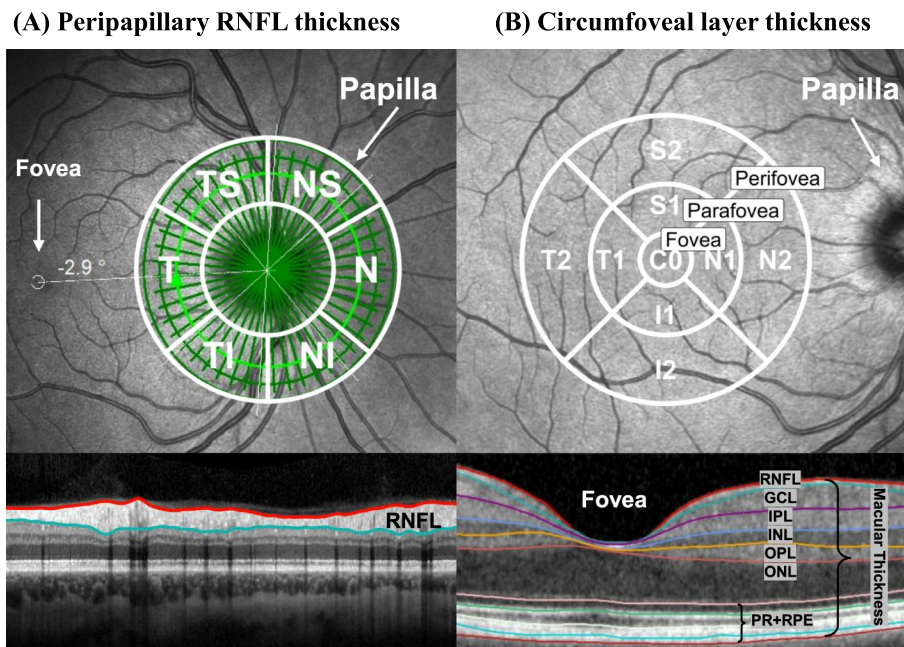 (A) Peripapillary RNFL thickness
(B) Circumfoveal layer thickness
Papilla
Fovea
TS
NS
-2.9 °
T
N
TI
NI
Papilla
S2
Perifovea
S1
Parafovea
Fovea
T2
T1
C0
N1
N2
I1
I2
RNFL
Fovea
RNFL
GCL
IPL
INL
OPL
ONL
PR+RPE
Macular Thickness